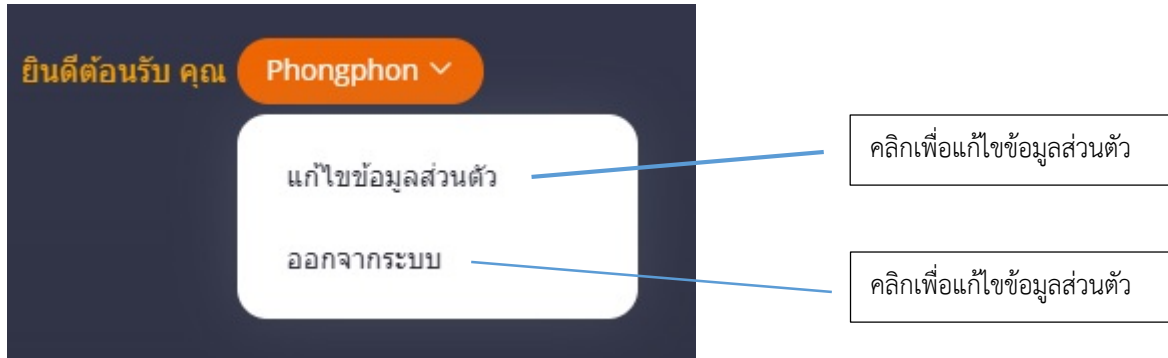 ยินดีต้อนรับ คุณ Phongphon
แก้ไขข้อมูลส่วนตัว
คลิกเพื่อแก้ไขข้อมูลส่วนตัว
ออกจากระบบ
คลิกเพื่อแก้ไขข้อมูลส่วนตัว